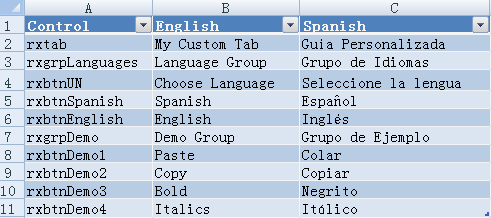 A B C
1 Control English Spanish
2 rxtab My Custom Tab Guia Personalizada
3 rxgrpLanguages Language Group Grupo de Idiomas
4 rxbtnUN Choose Language Seleccione la lengua
5 rxbtnSpanish Spanish Español
6 rxbtnEnglish English Inglés
7 rxgrpDemo Demo Group Grupo de Ejemplo
8 rxbtnDemo1 Paste Colar
9 rxbtnDemo2 Copy Copiar
10 rxbtnDemo3 Bold Negrito
11 rxbtnDemo4 Italics Itólico